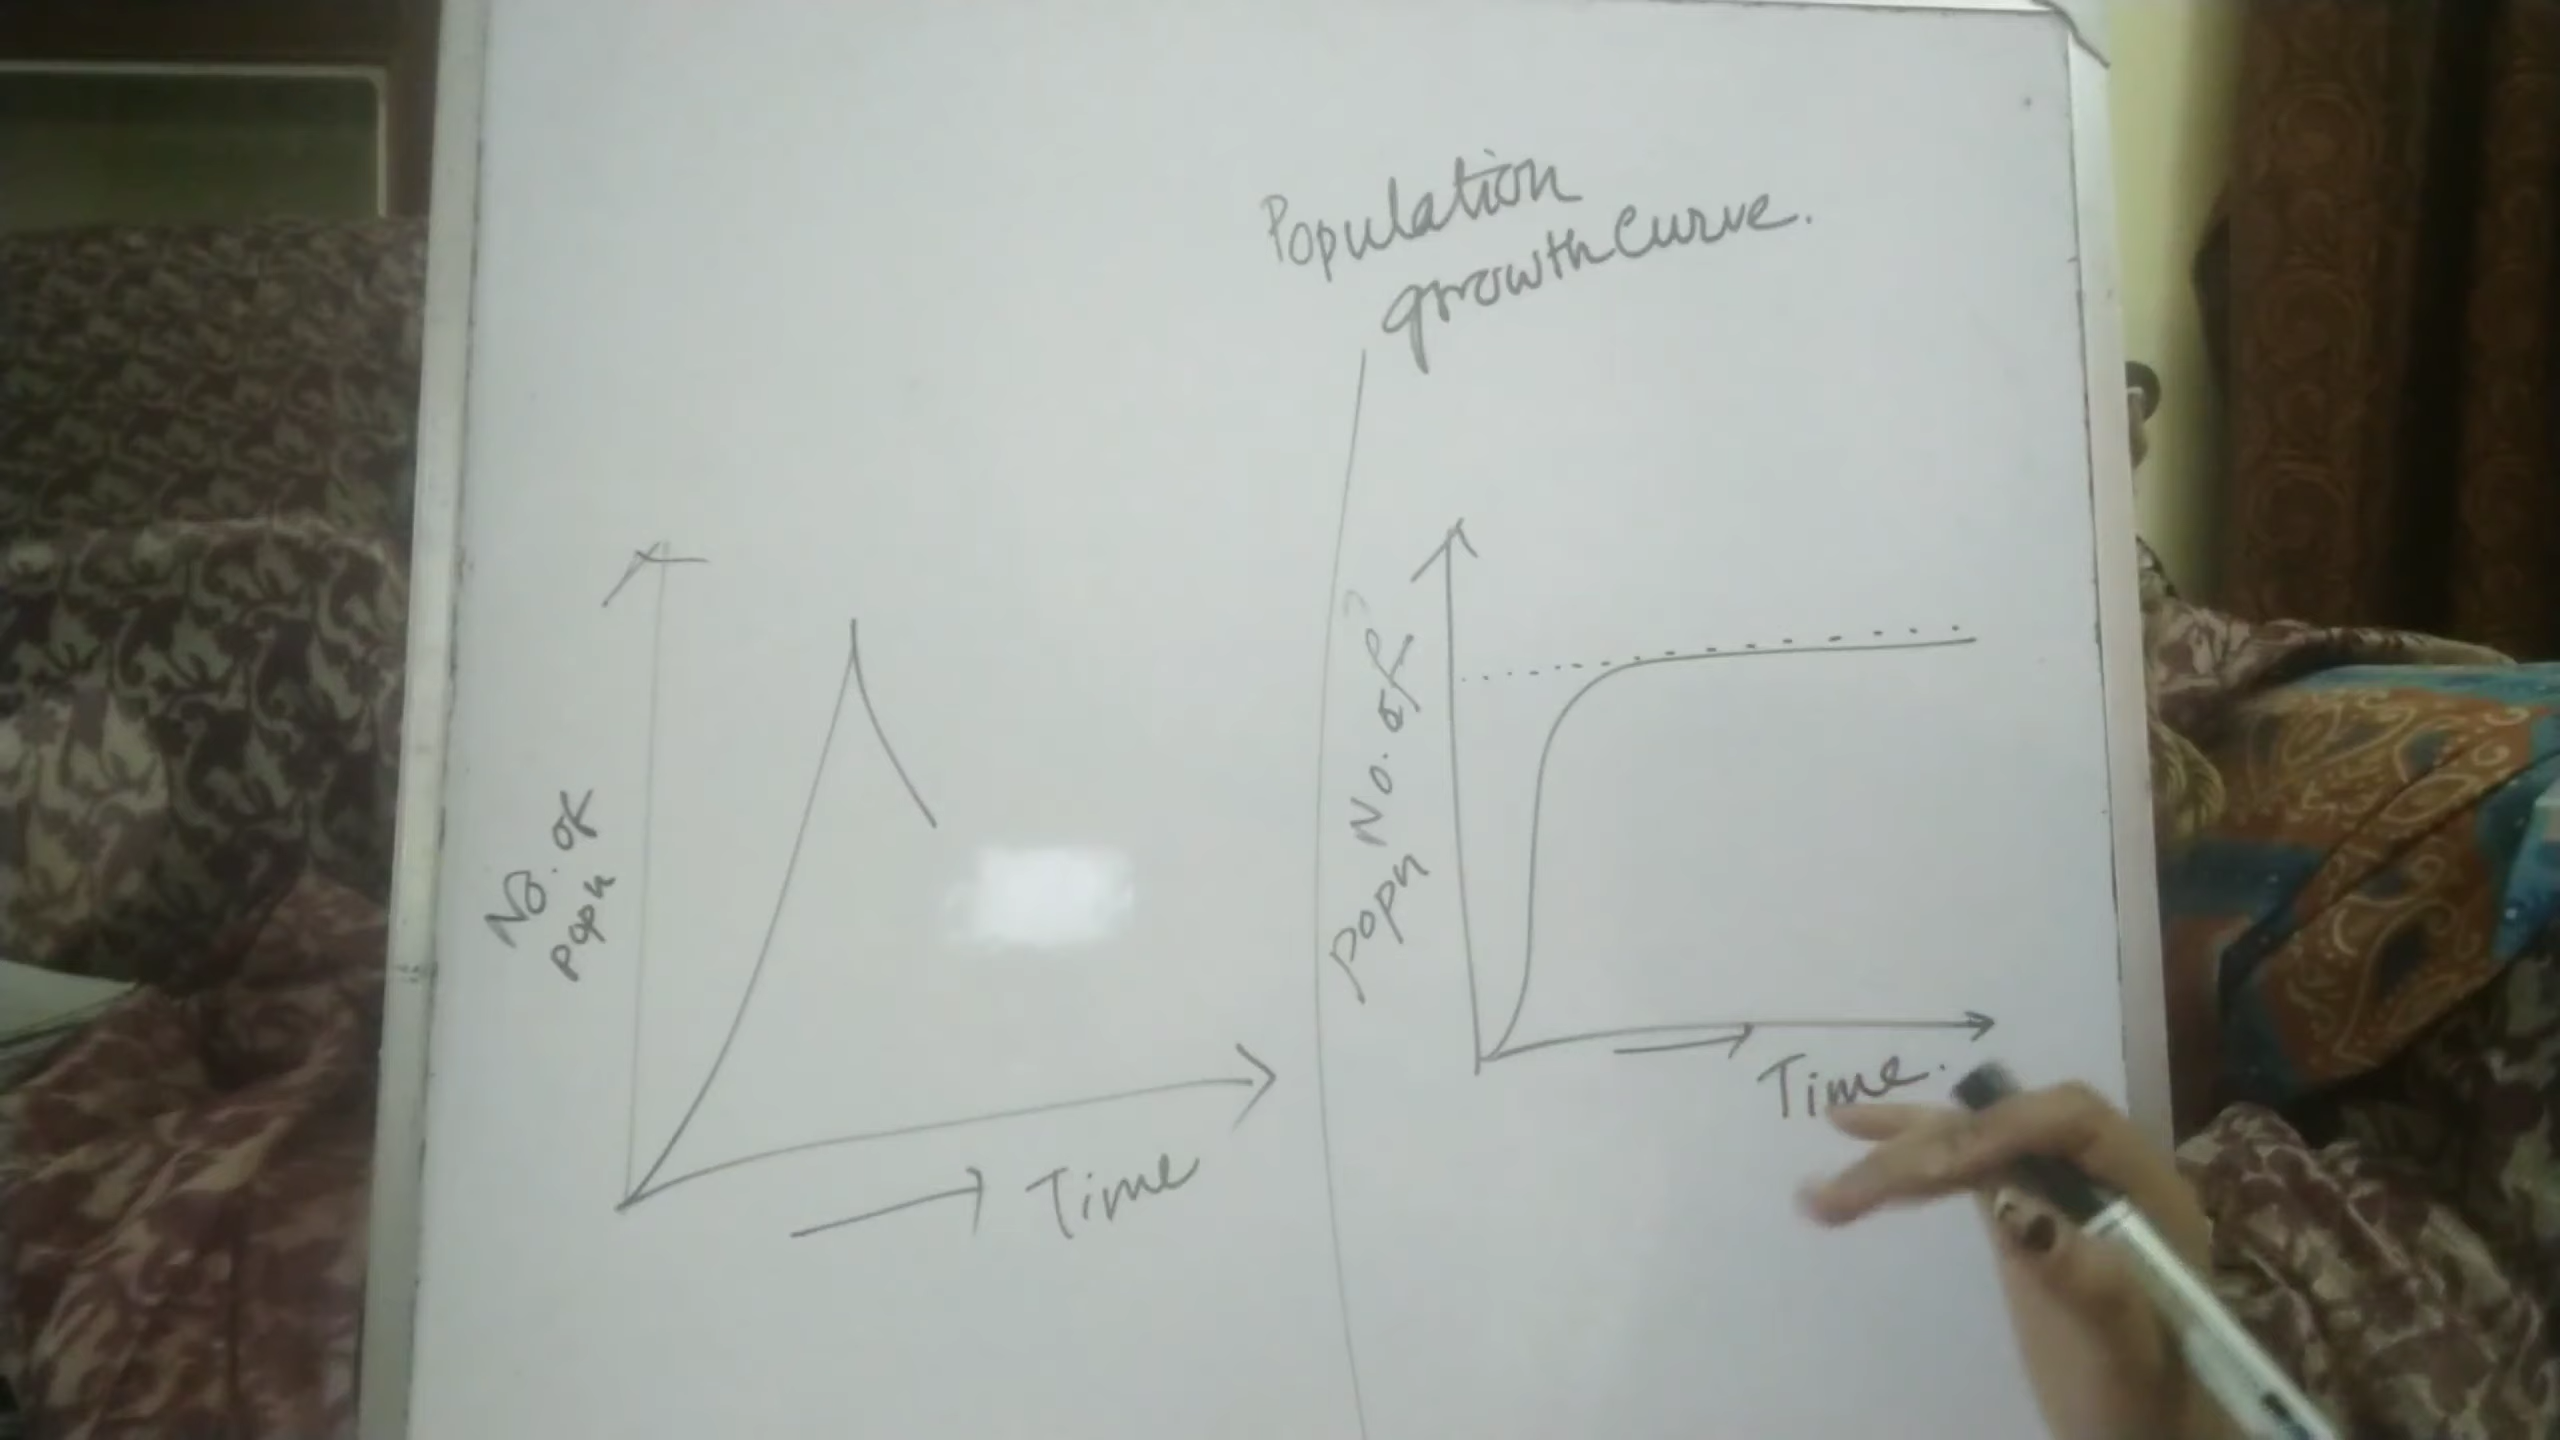 Population
growth Curve.
No. of
popn
Time
No. of
popn
Time.